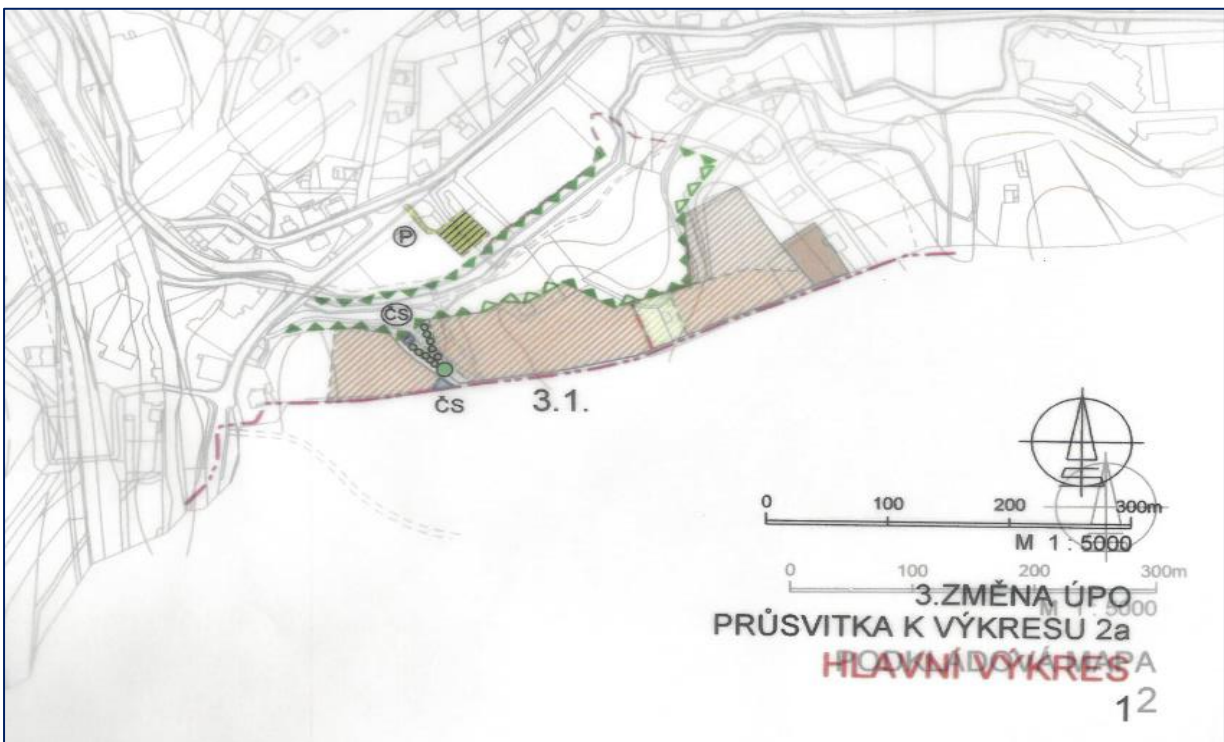 P
ČS
ČS
3.1.
0 100 200 300m
M 1 : 5000
0 100 200 300m
M 1 : 5000
3.ZMĚNA ÚPO
PRŮSVITKA K VÝKRESU 2a
PODKLADOVÁ MAPA
HLAVNÍ VÝKRES
1
2